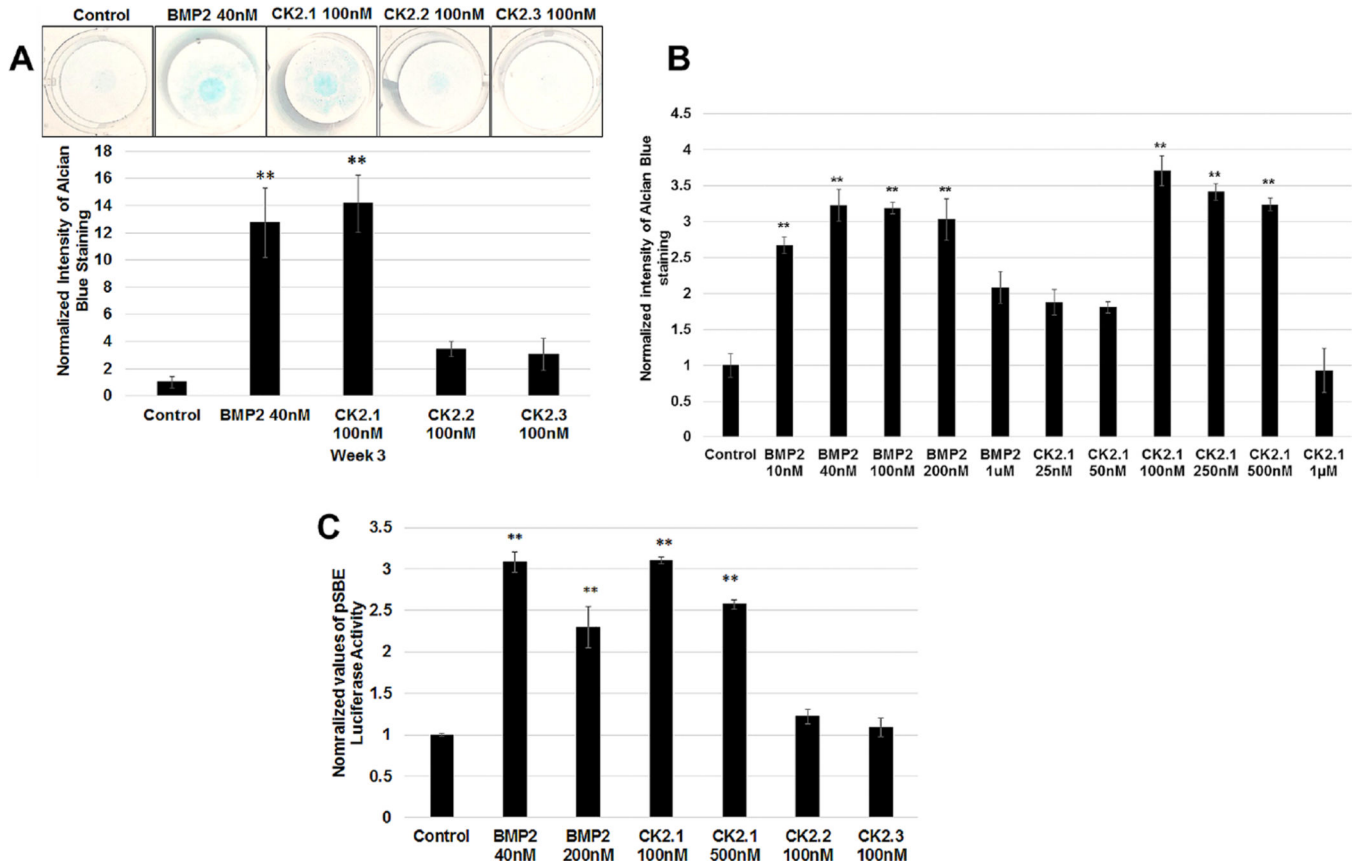 Control BMP2 40nM CK2.1 100nM CK2.2 100nM CK2.3 100nM
A
Normalized Intensity of Alcian
Blue Staining
18
16
14
12
10
8
6
4
2
0
** **
Control BMP2 40nM CK2.1 CK2.2 CK2.3
100nM 100nM 100nM
Week 3
B
Normalized intensity of Alcian Blue
staining
4.5
4
3.5
3
2.5
2
1.5
1
0.5
0
** ** ** ** ** ** **
Control BMP2 BMP2 BMP2 BMP2 BMP2 CK2.1 CK2.1 CK2.1 CK2.1 CK2.1 CK2.1
10nM 40nM 100nM 200nM 1uM 25nM 50nM 100nM 250nM 500nM 1µM
C
Nomralized values of pSBE
Luciferase Activity
3.5
3
2.5
2
1.5
1
0.5
0
** ** ** **
Control BMP2 BMP2 CK2.1 CK2.1 CK2.2 CK2.3
40nM 200nM 100nM 500nM 100nM 100nM